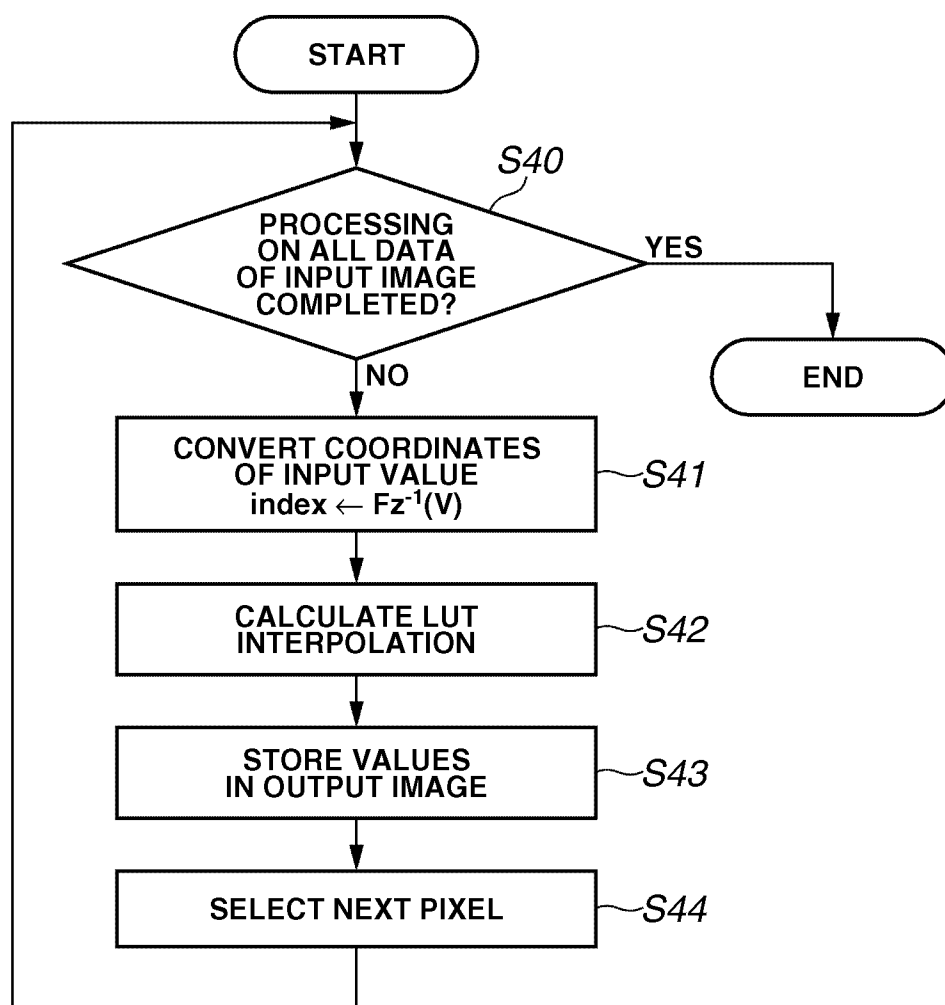 START
S40
PROCESSING
ON ALL DATA
OF INPUT IMAGE
COMPLETED?
YES
END
NO
CONVERT COORDINATES
OF INPUT VALUE
index ← Fz⁻¹(V)
S41
CALCULATE LUT
INTERPOLATION
S42
STORE VALUES
IN OUTPUT IMAGE
S43
SELECT NEXT PIXEL
S44